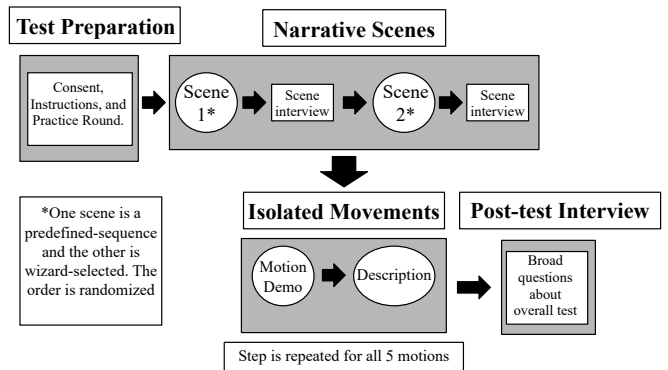 Test Preparation
Narrative Scenes
Consent,
Instructions, and
Practice Round.
Scene
1*
Scene
interview
Scene
2*
Scene
interview
*One scene is a
predefined-sequence
and the other is
wizard-selected. The
order is randomized
Isolated Movements
Post-test Interview
Motion
Demo
Description
Broad
questions
about
overall test
Step is repeated for all 5 motions